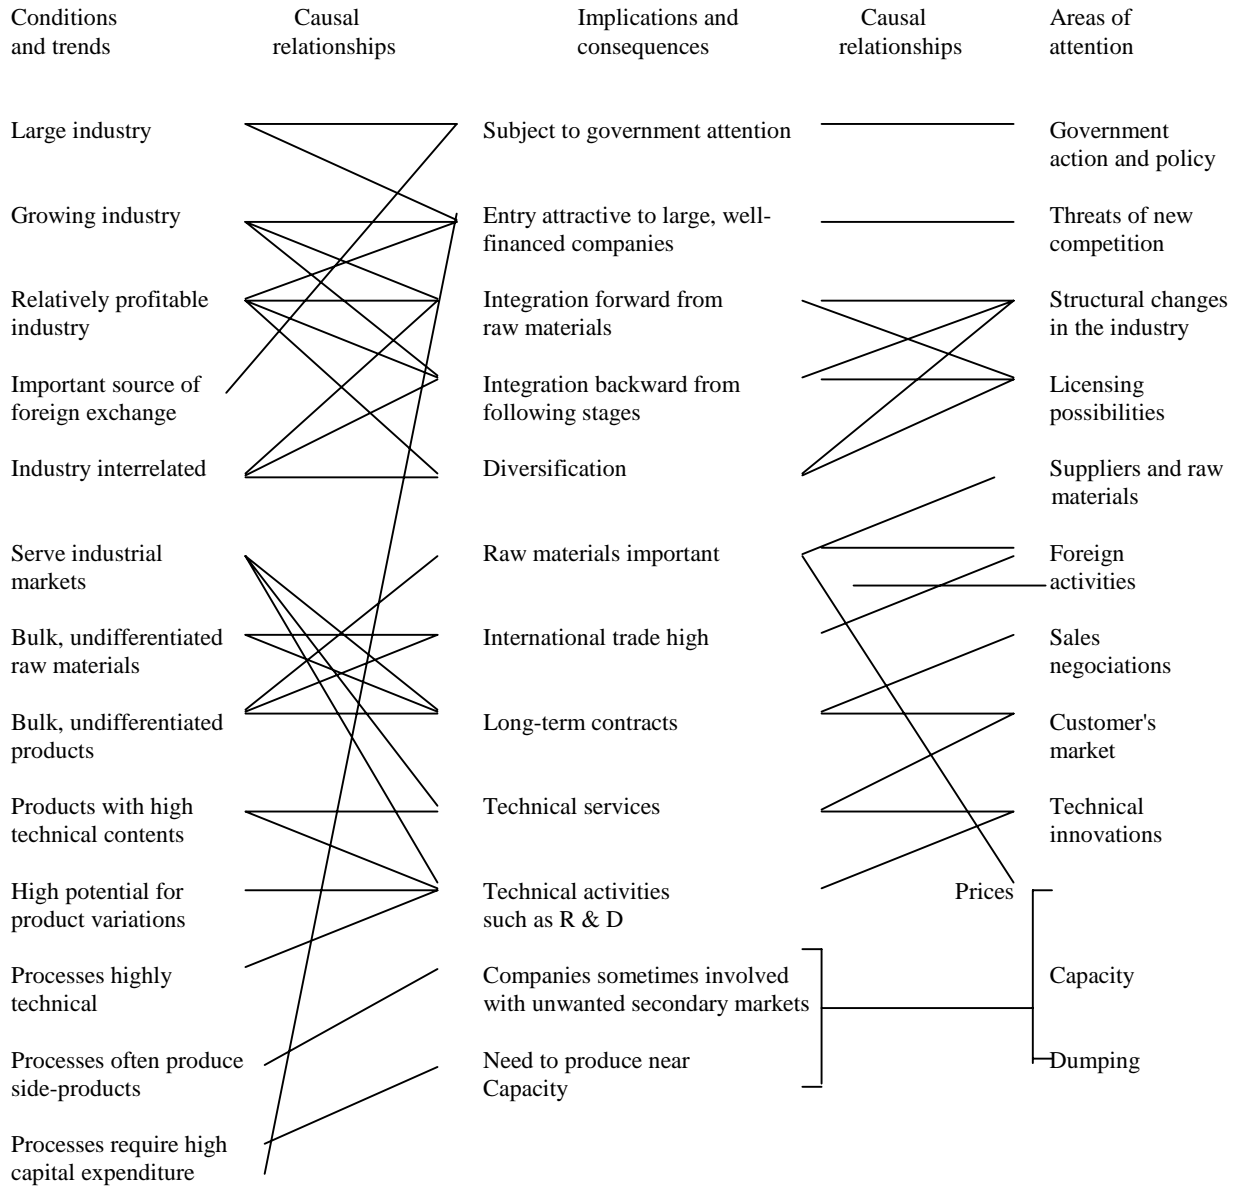 Conditions
and trends
Causal
relationships
Implications and
consequences
Causal
relationships
Areas of
attention
Large industry
Subject to government attention
Government
action and policy
Growing industry
Entry attractive to large, well-
financed companies
Threats of new
competition
Relatively profitable
industry
Integration forward from
raw materials
Structural changes
in the industry
Important source of
foreign exchange
Integration backward from
following stages
Licensing
possibilities
Industry interrelated
Diversification
Suppliers and raw
materials
Serve industrial
markets
Raw materials important
Foreign
activities
Bulk, undifferentiated
raw materials
International trade high
Sales
negociations
Bulk, undifferentiated
products
Long-term contracts
Customer's
market
Products with high
technical contents
Technical services
Technical
innovations
High potential for
product variations
Technical activities
such as R & D
Prices
Processes highly
technical
Companies sometimes involved
with unwanted secondary markets
Capacity
Processes often produce
side-products
Need to produce near
Capacity
Dumping
Processes require high
capital expenditure